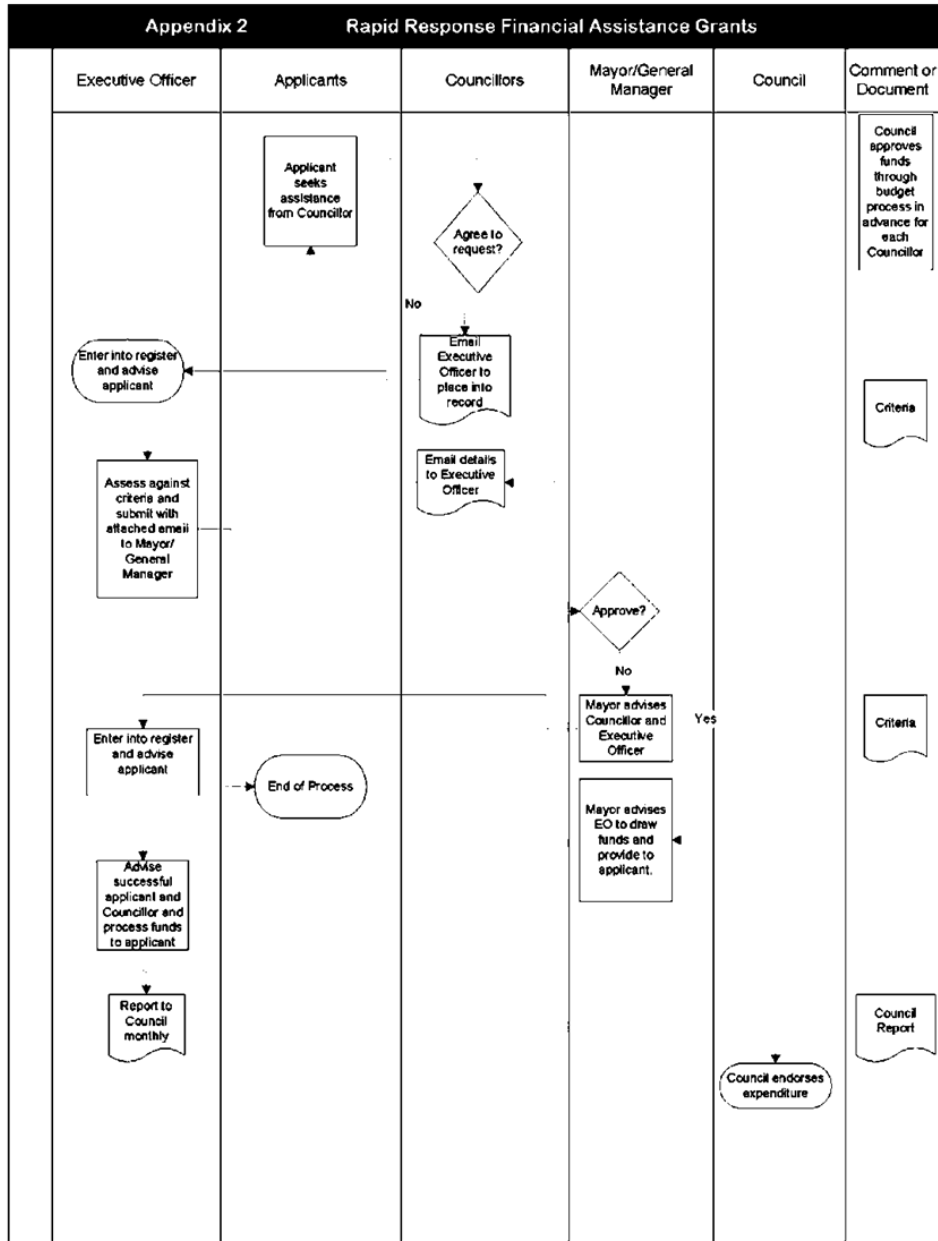 Appendix 2 Rapid Response Financial Assistance Grants
Executive Officer
Applicants
Councillors
Mayor/General
Manager
Council
Comment or
Document
Applicant
seeks
assistance
from Councillor
Agree to
request?
Council
approves
funds
through
budget
process in
advance for
each
Councillor
No
Enter into register
and advise
applicant
Email
Executive
Officer to
place into
record
Criteria
Assess against
criteria and
submit with
attached email
to Mayor/
General
Manager
Email details
to Executive
Officer
Approve?
No
Mayor advises
Councillor and
Executive
Officer
Yes
Criteria
Enter into register
and advise
applicant
End of Process
Mayor advises
EO to draw
funds and
provide to
applicant.
Advise
successful
applicant and
Councillor and
process funds
to applicant
Report to
Council
monthly
Council
Report
Council endorses
expenditure